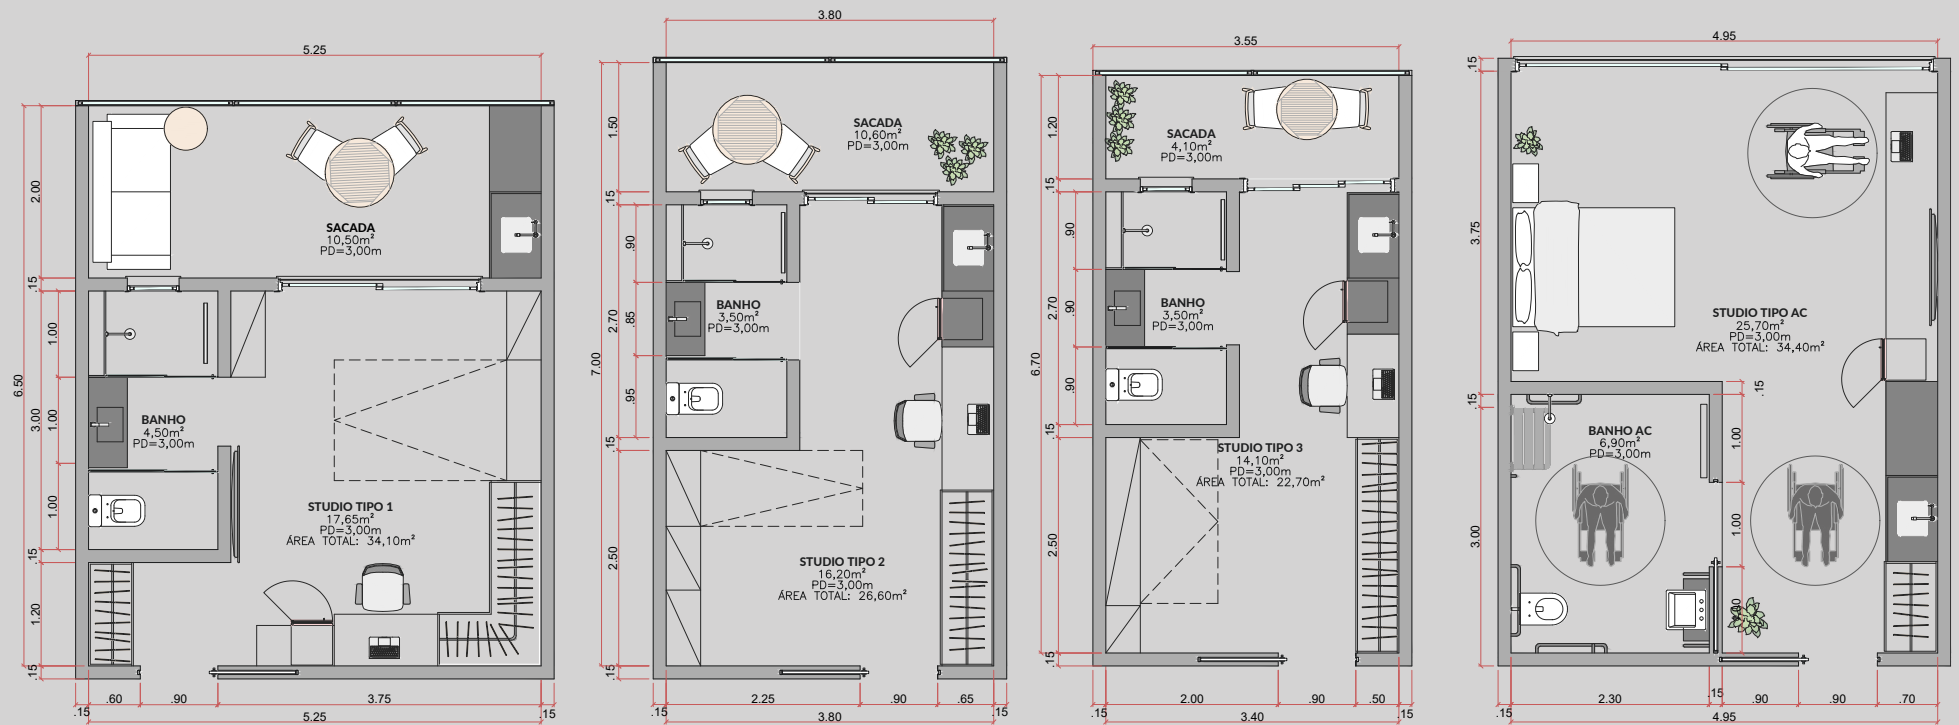 5.25
SACADA
10,50m²
PD=3,00m
BANHO
4,50m²
PD=3,00m
STUDIO TIPO 1
17,65m²
PD=3,00m
ÁREA TOTAL: 34,10m²
6.50
2.00
.15
3.00
1.00
1.00
1.00
.15
1.20
.15
.60
.90
3.75
.15
5.25
.15
3.80
SACADA
10,60m²
PD=3,00m
BANHO
3,50m²
PD=3,00m
STUDIO TIPO 2
16,20m²
PD=3,00m
ÁREA TOTAL: 26,60m²
7.00
1.50
.15
2.70
.90
.85
.95
.15
2.50
.15
2.25
.90
.65
.15
3.80
.15
3.55
SACADA
4,10m²
PD=3,00m
BANHO
3,50m²
PD=3,00m
STUDIO TIPO 3
14,10m²
PD=3,00m
ÁREA TOTAL: 22,70m²
6.70
1.20
.15
2.70
.90
.90
.90
.15
2.50
.15
2.00
.90
.50
.15
3.40
.15
4.95
STUDIO TIPO AC
25,70m²
PD=3,00m
ÁREA TOTAL: 34,40m²
BANHO AC
6,90m²
PD=3,00m
.15
3.75
.15
3.00
.15
1.00
1.00
2.30
.15
.90
.90
.70
.15
4.95
.15